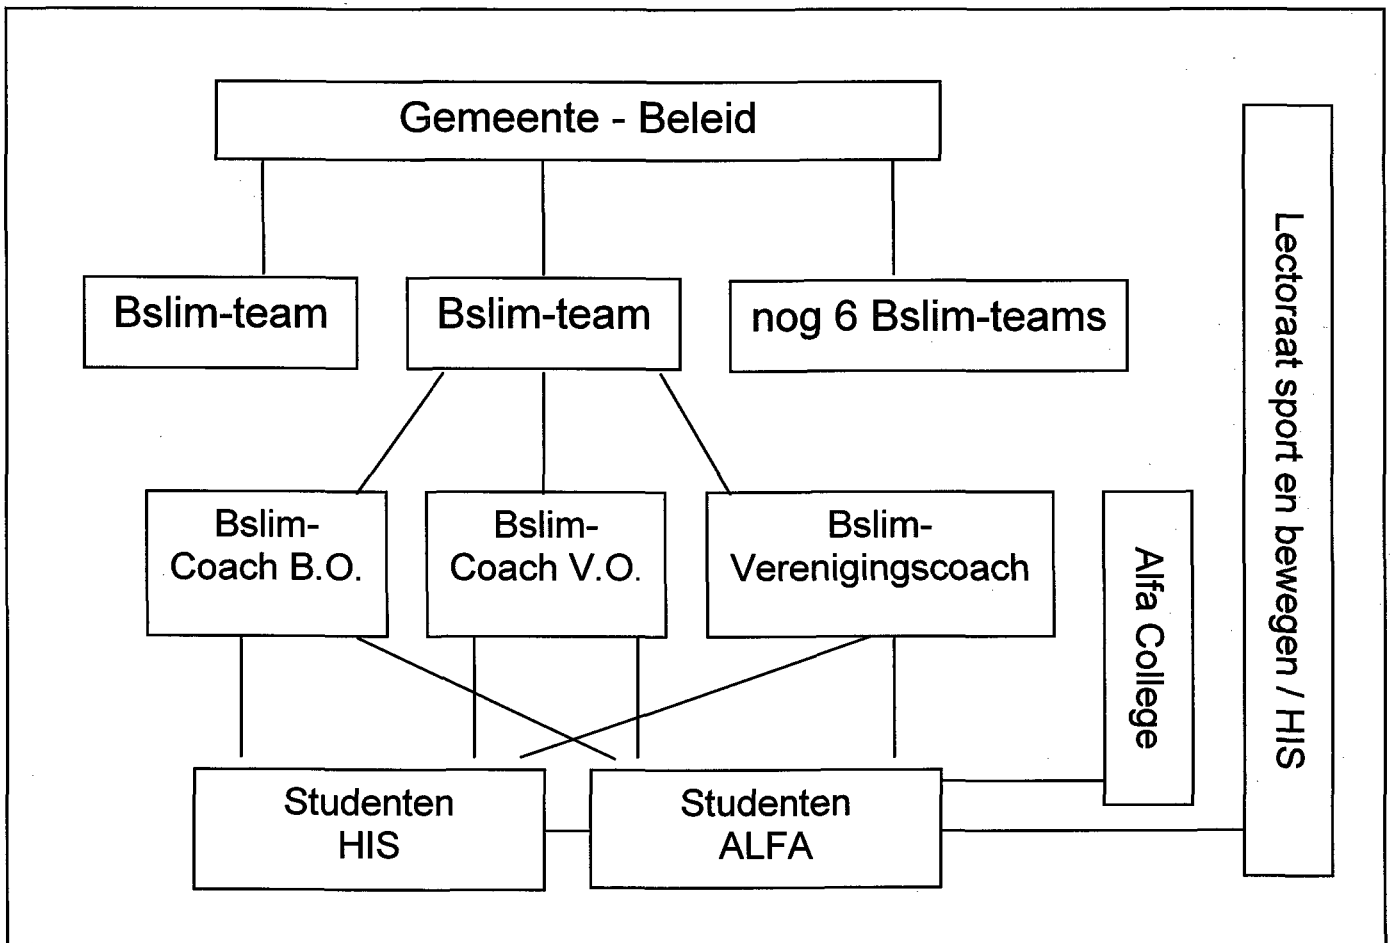 Gemeente - Beleid
Bslim-team
Bslim-team
nog 6 Bslim-teams
Bslim-
Coach B.O.
Bslim-
Coach V.O.
Bslim-
Verenigingscoach
Studenten
HIS
Studenten
ALFA
Alfa College
Lectoraat sport en bewegen / HIS